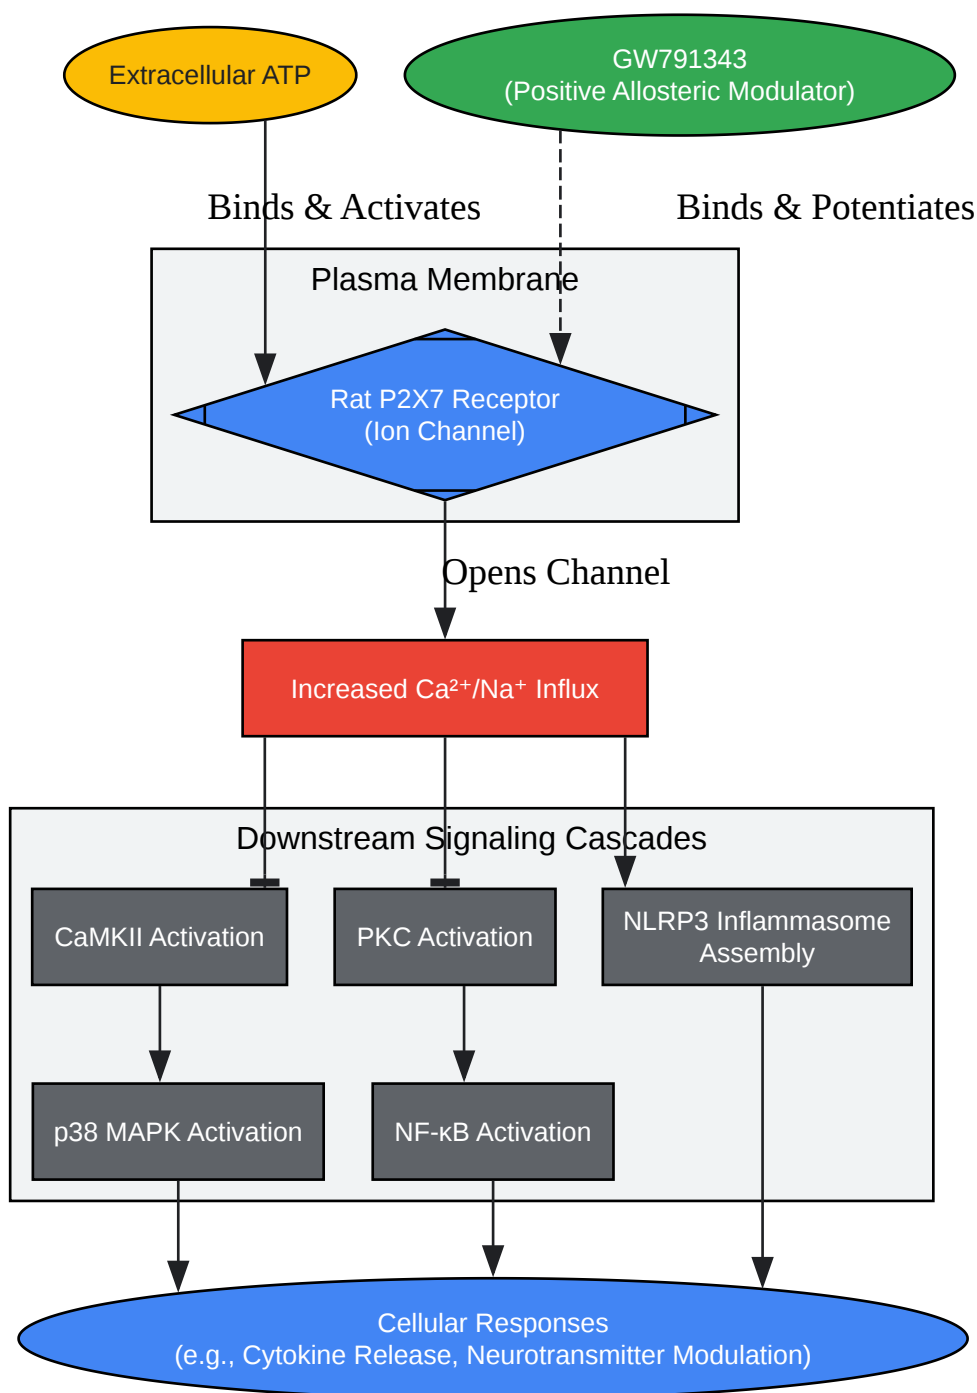 Extracellular ATP
GW791343
(Positive Allosteric Modulator)
Binds & Activates
Binds & Potentiates
Plasma Membrane
Rat P2X7 Receptor
(Ion Channel)
Opens Channel
Increased Ca²⁺/Na⁺ Influx
Downstream Signaling Cascades
CaMKII Activation
PKC Activation
NLRP3 Inflammasome
Assembly
p38 MAPK Activation
NF-κB Activation
Cellular Responses
(e.g., Cytokine Release, Neurotransmitter Modulation)